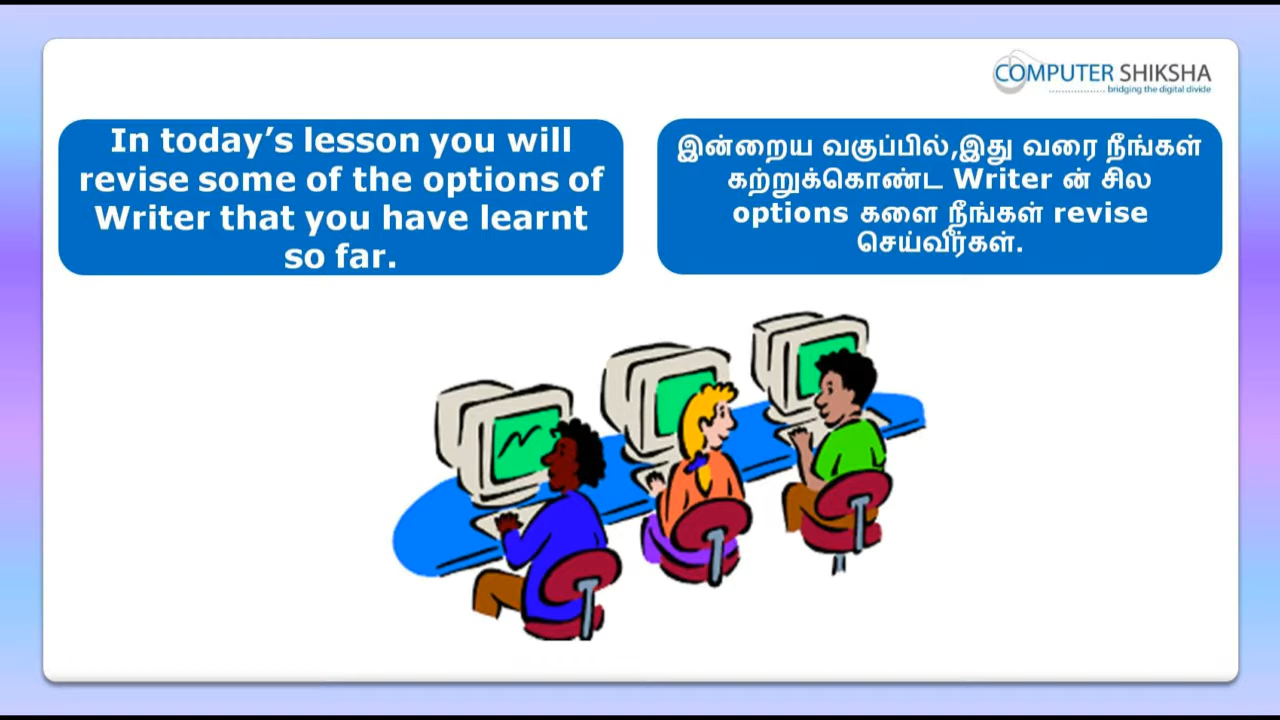 COMPUTER SHIKSHA
bridging the digital divide
In today’s lesson you will
revise some of the options of
Writer that you have learnt
so far.
இன்றைய வகுப்பில்,இது வரை நீங்கள்
கற்றுக்கொண்ட Writer ன் சில
options களை நீங்கள் revise
செய்வீர்கள்.